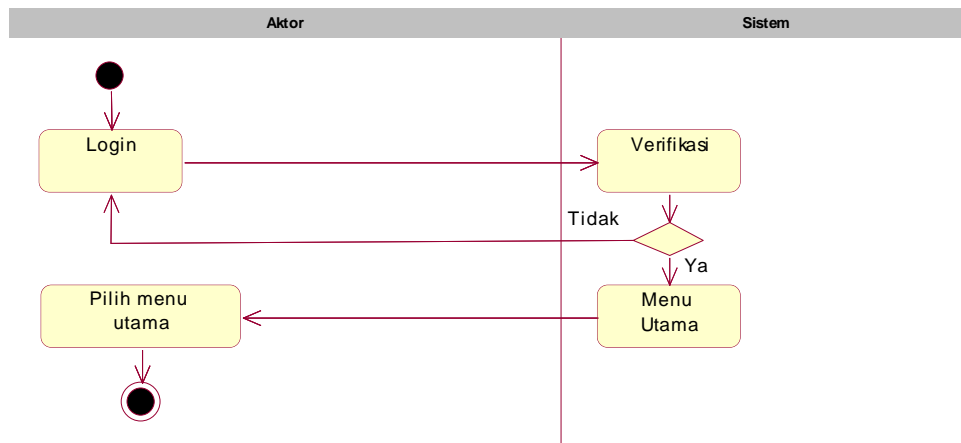 Aktor
Sistem
Login
Verifikasi
Tidak
Ya
Pilih menu
utama
Menu
Utama